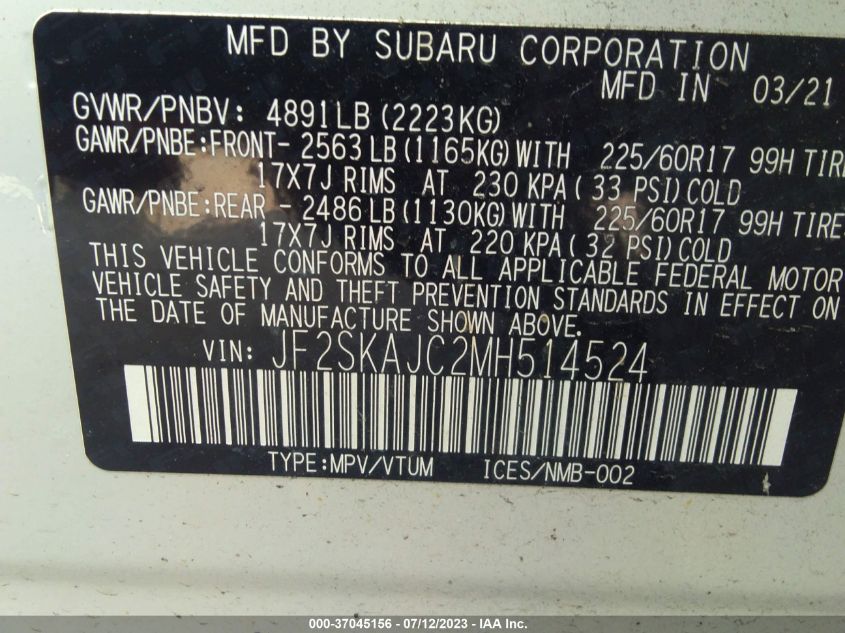 MFD BY SUBARU CORPORATION
MFD IN 03/21
GVWR/PNBV: 4891LB (2223KG)
GAWR/PNBE:FRONT- 2563 LB(1165KG)WITH 225/60R17 99H TIRE
17X7J RIMS AT 230 KPA( 33 PSI)COLD
GAWR/PNBE:REAR - 2486 LB(1130KG)WITH 225/60R17 99H TIRE
17X7J RIMS AT 220 KPA( 32 PSI)COLD
THIS VEHICLE CONFORMS TO ALL APPLICABLE FEDERAL MOTOR
VEHICLE SAFETY AND THEFT PREVENTION STANDARDS IN EFFECT ON
THE DATE OF MANUFACTURE SHOWN ABOVE.
VIN: JF2SKAJC2MH514524
TYPE:MPV/VTUM ICES/NMB-002
000-37045156 - 07/12/2023 - IAA Inc.